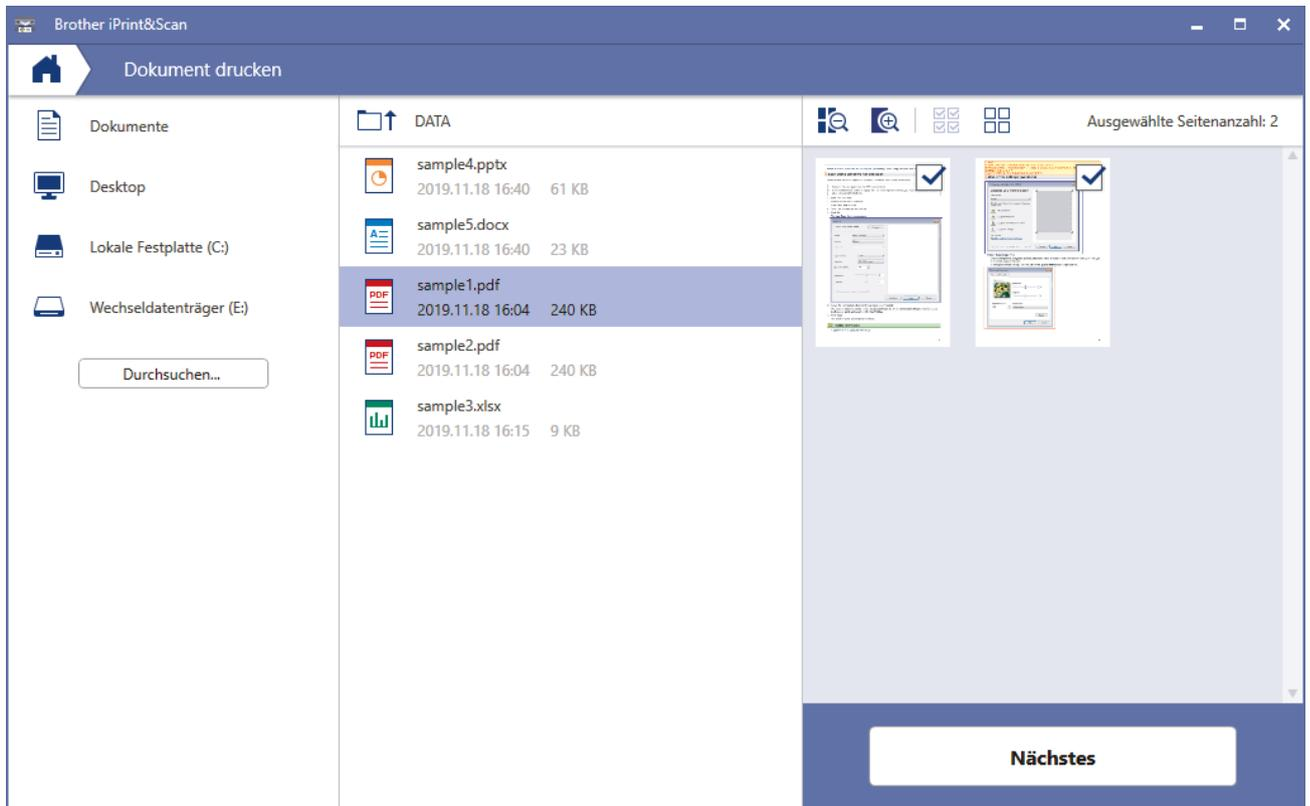 Brother iPrint&Scan
Dokument drucken
Dokumente
Desktop
Lokale Festplatte (C:)
Wechseldatenträger (E:)
Durchsuchen...
DATA
sample4.pptx
2019.11.18 16:40 61 KB
sample5.docx
2019.11.18 16:40 23 KB
PDF
sample1.pdf
2019.11.18 16:04 240 KB
PDF
sample2.pdf
2019.11.18 16:04 240 KB
sample3.xlsx
2019.11.18 16:15 9 KB
Ausgewählte Seitenanzahl: 2
Nächstes